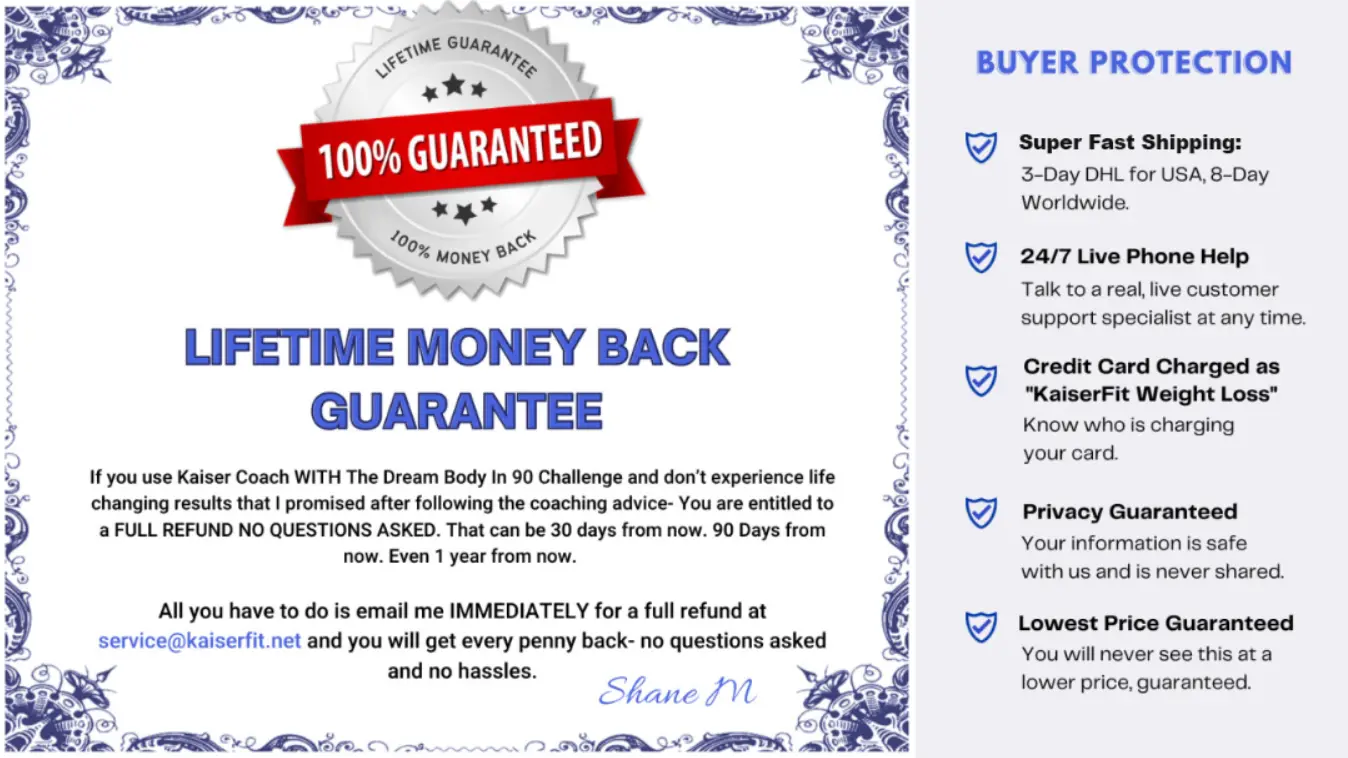 LIFETIME GUARANTEE
100% GUARANTEED
100% MONEY BACK
LIFETIME MONEY BACK
GUARANTEE
If you use Kaiser Coach WITH The Dream Body In 90 Challenge and don’t experience life
changing results that I promised after following the coaching advice- You are entitled to
a FULL REFUND NO QUESTIONS ASKED. That can be 30 days from now. 90 Days from
now. Even 1 year from now.
All you have to do is email me IMMEDIATELY for a full refund at
service@kaiserfit.net and you will get every penny back- no questions asked
and no hassles.
Shane M
BUYER PROTECTION
Super Fast Shipping:
3-Day DHL for USA, 8-Day
Worldwide.
24/7 Live Phone Help
Talk to a real, live customer
support specialist at any time.
Credit Card Charged as
"KaiserFit Weight Loss"
Know who is charging
your card.
Privacy Guaranteed
Your information is safe
with us and is never shared.
Lowest Price Guaranteed
You will never see this at a
lower price, guaranteed.